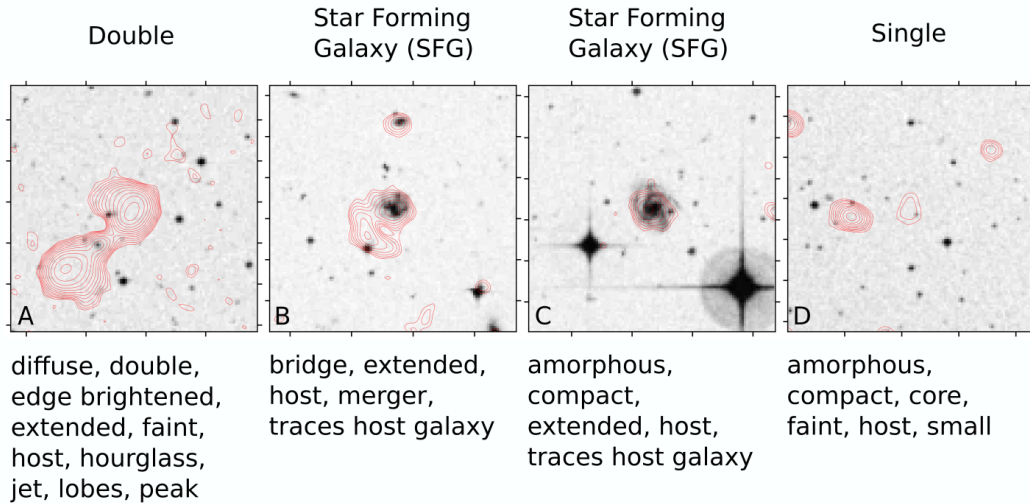 Double
Star Forming
Galaxy (SFG)
Star Forming
Galaxy (SFG)
Single
A
B
C
D
diffuse, double,
edge brightened,
extended, faint,
host, hourglass,
jet, lobes, peak
bridge, extended,
host, merger,
traces host galaxy
amorphous,
compact,
extended, host,
traces host galaxy
amorphous,
compact, core,
faint, host, small